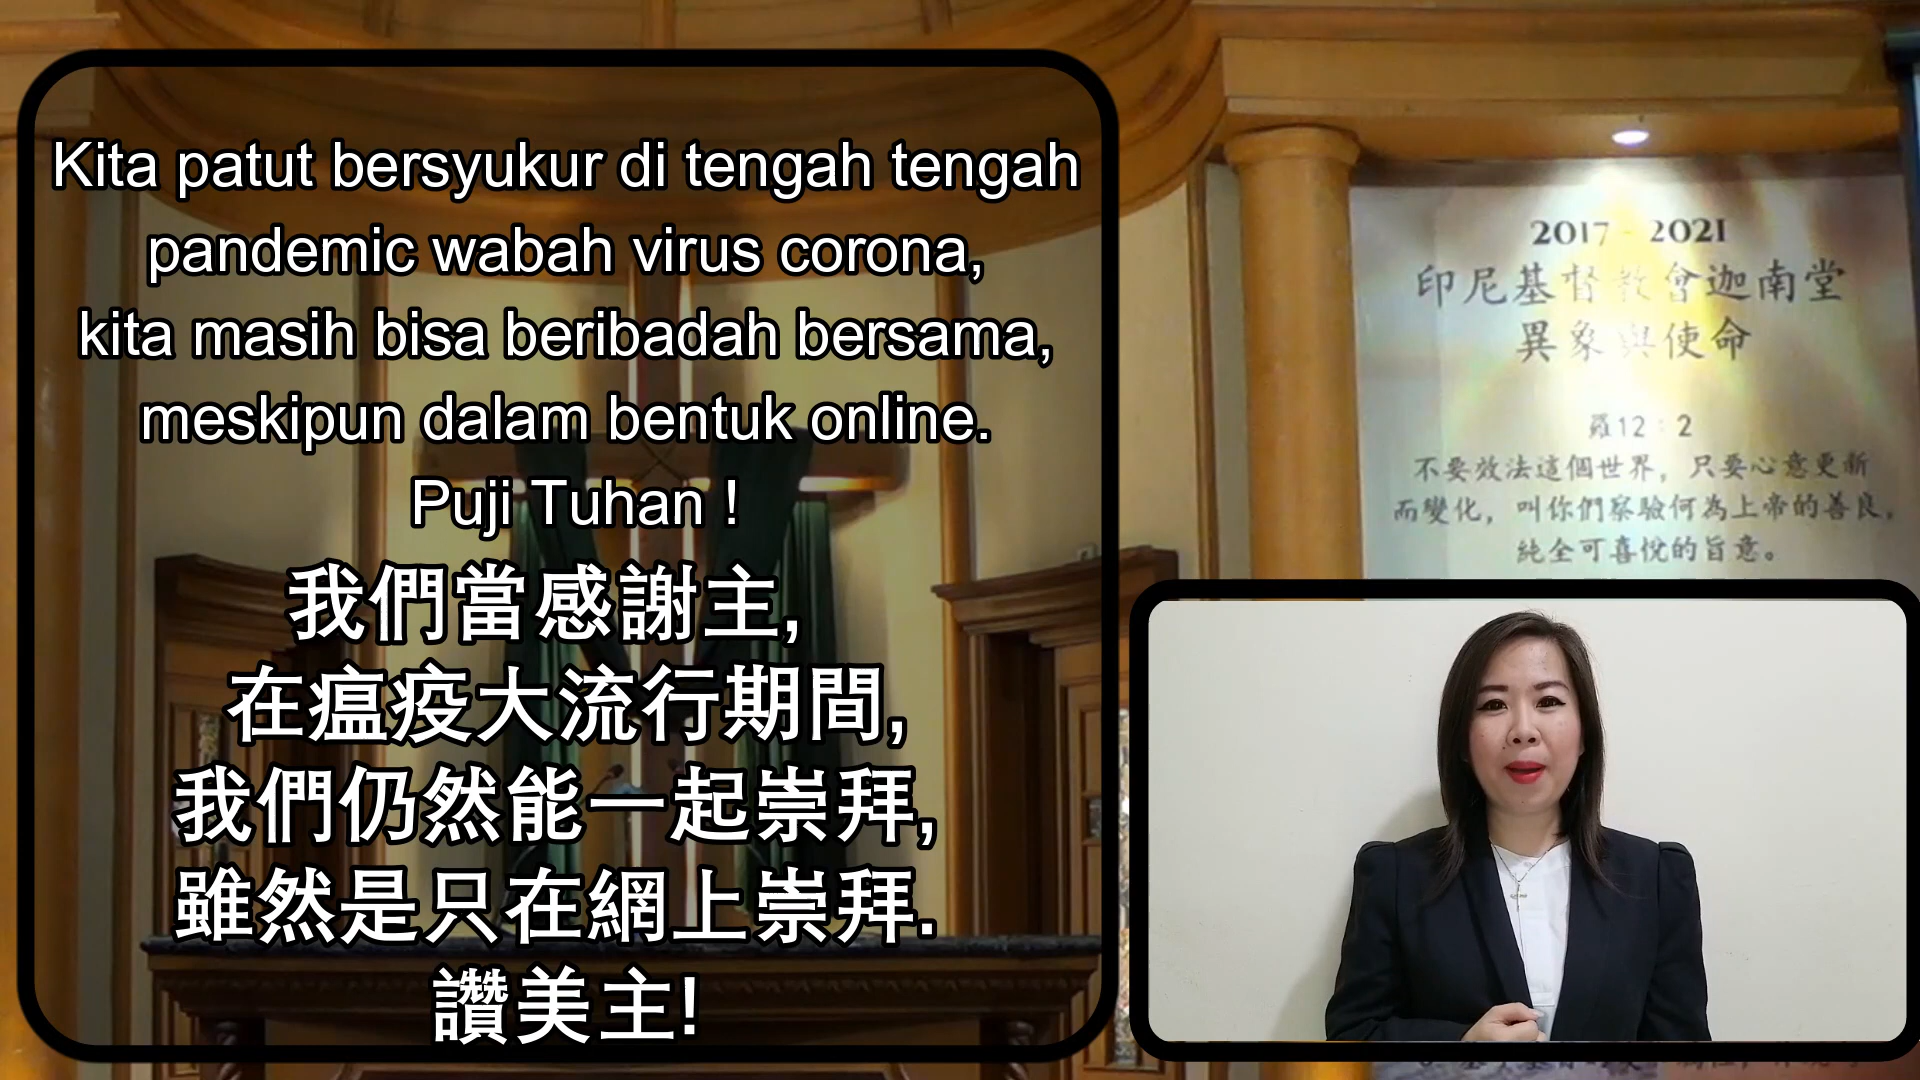 Kita patut bersyukur di tengah tengah
pandemic wabah virus corona,
kita masih bisa beribadah bersama,
meskipun dalam bentuk online.
Puji Tuhan !
我們當感謝主,
在瘟疫大流行期間,
我們仍然能一起崇拜,
雖然是只在網上崇拜.
讚美主!
2017 - 2021
印尼基督教會迦南堂
異象與使命
羅12:2
不要效法這個世界，只要心意更新
而變化，叫你們察驗何為上帝的善良，
純全可喜悅的旨意。